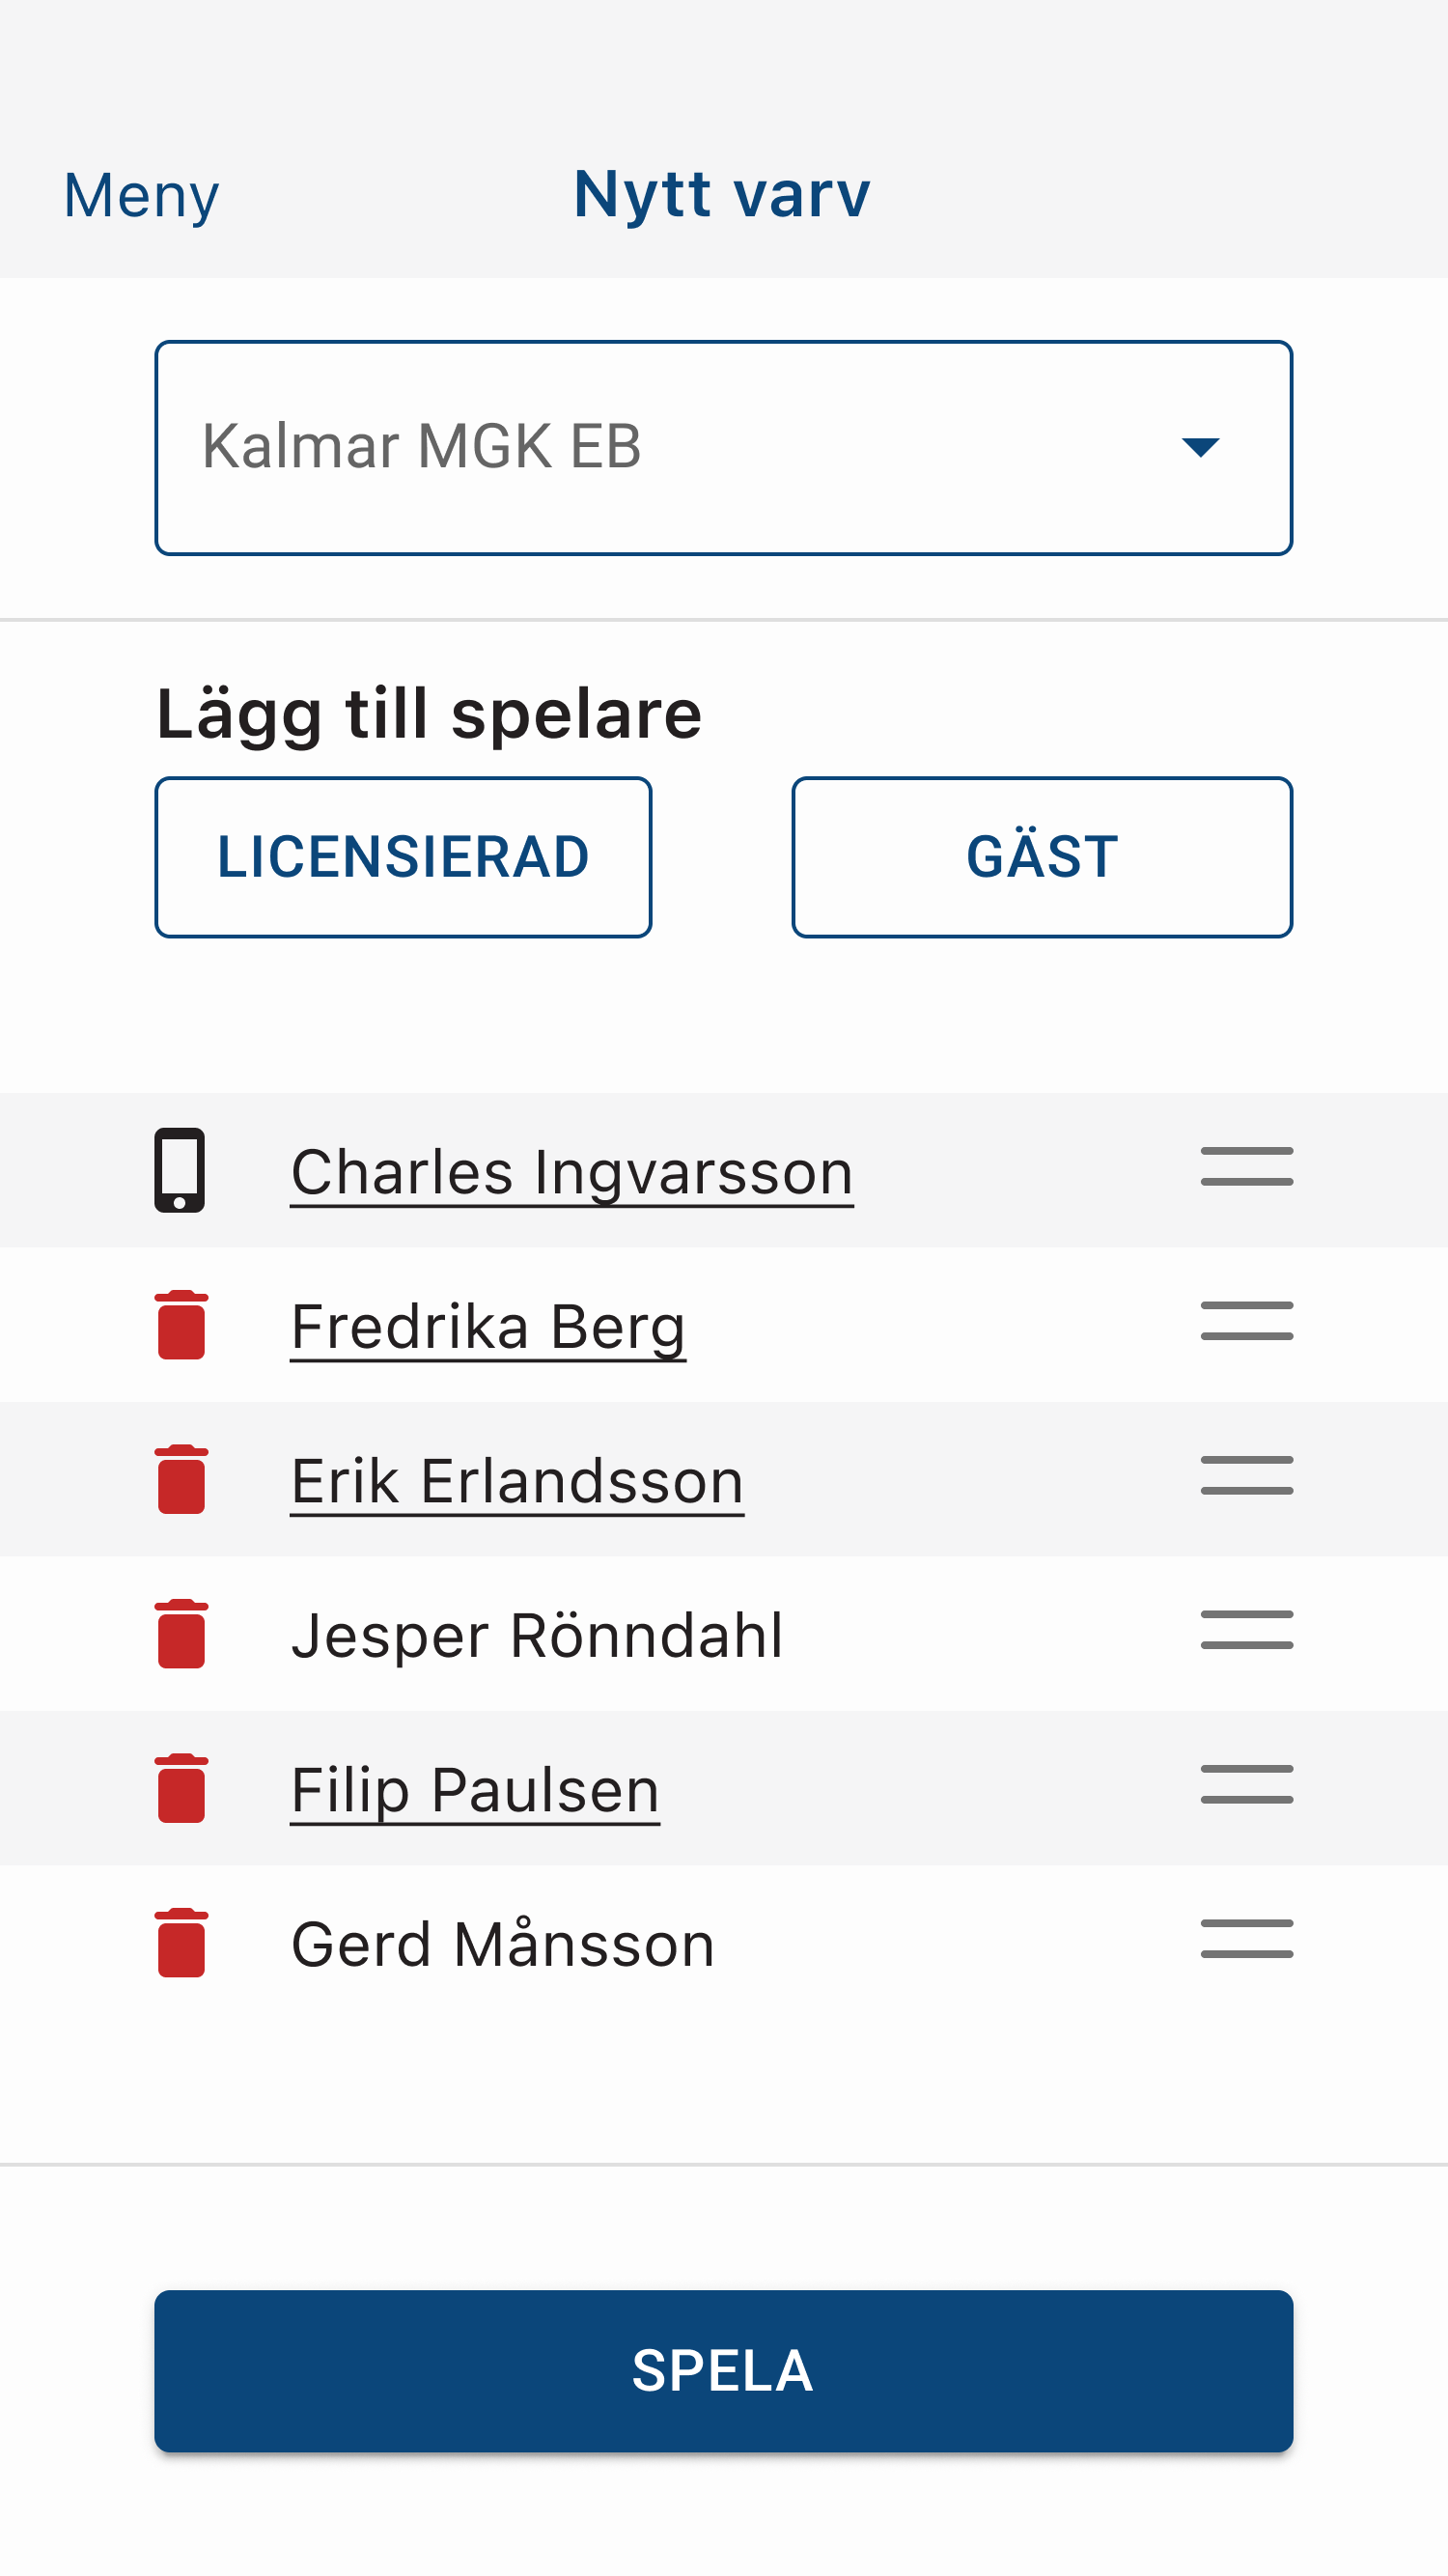 Meny
Nytt varv
Kalmar MGK EB
Lägg till spelare
LICENSIERAD
GÄST
Charles Ingvarsson
Fredrika Berg
Erik Erlandsson
Jesper Rönndahl
Filip Paulsen
Gerd Månsson
SPELA